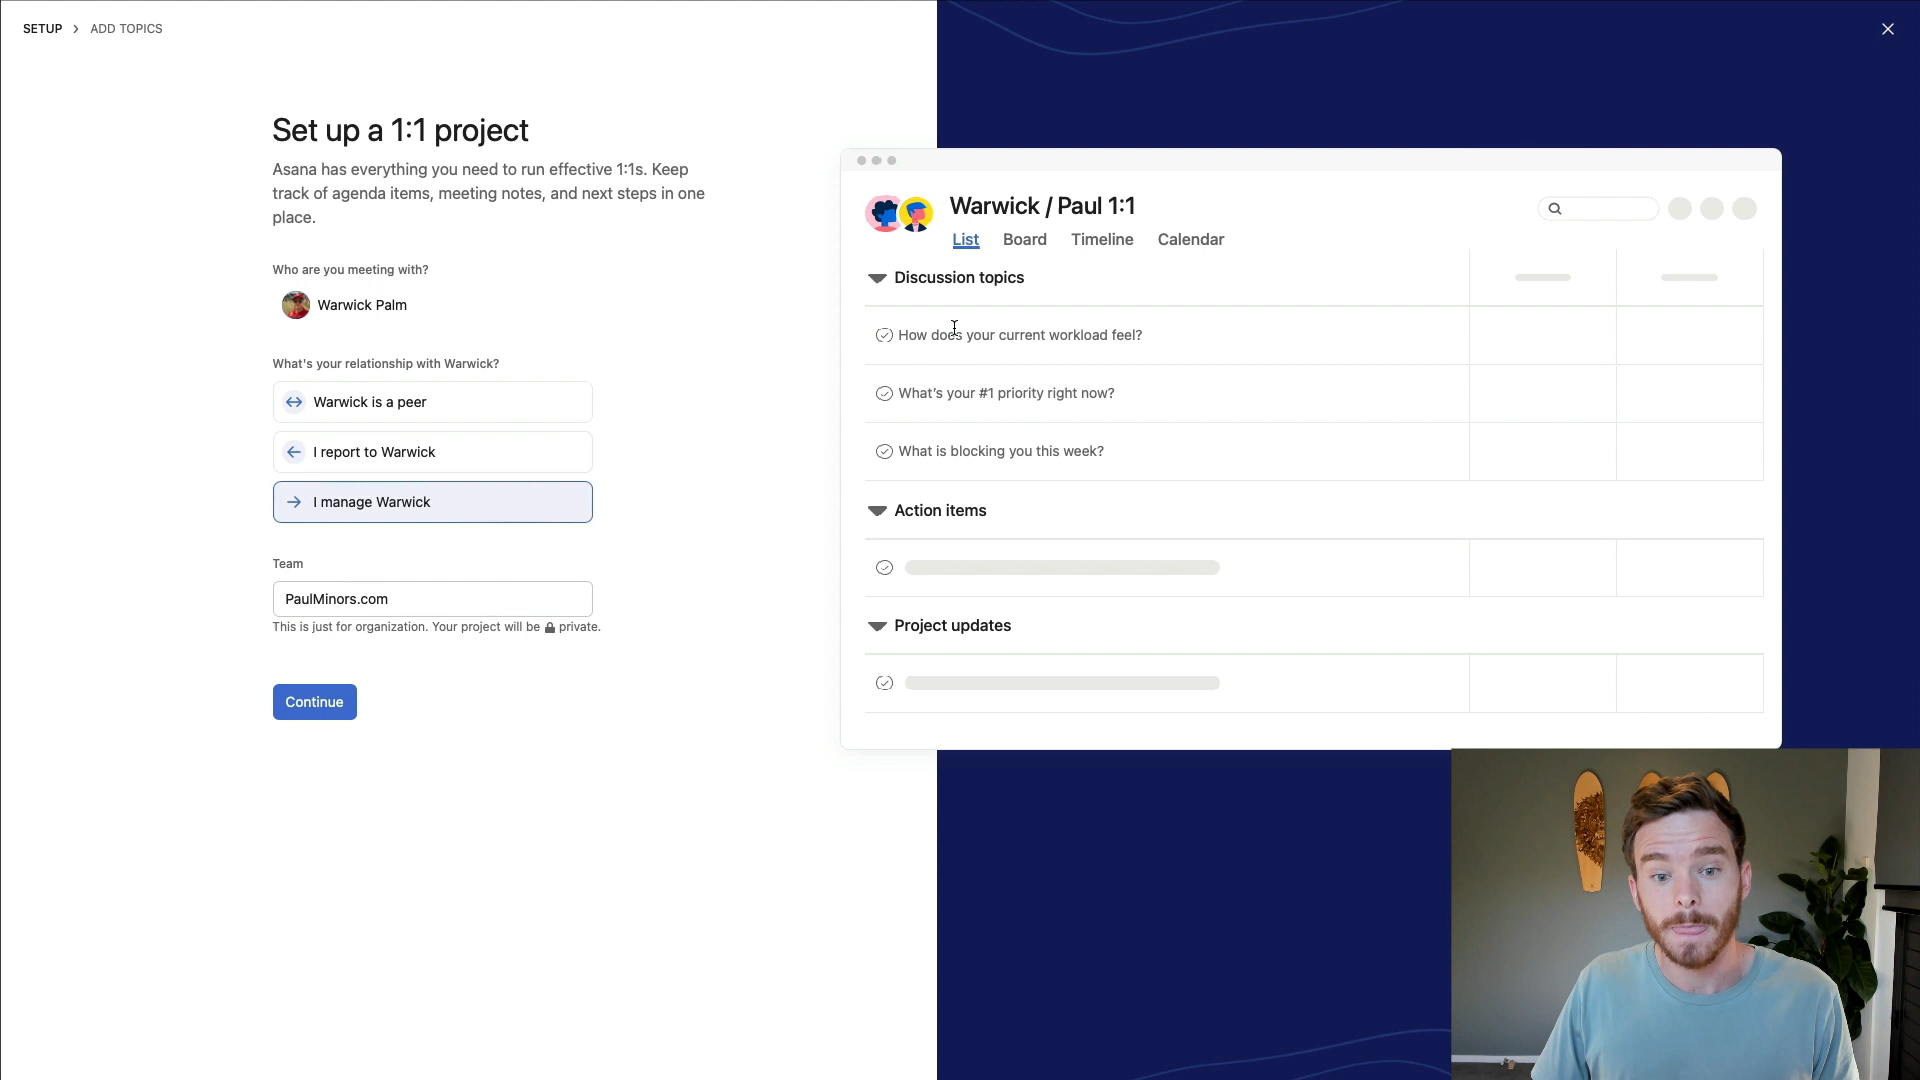 SETUP > ADD TOPICS
Set up a 1:1 project
Asana has everything you need to run effective 1:1s. Keep
track of agenda items, meeting notes, and next steps in one
place.
Who are you meeting with?
Warwick Palm
What's your relationship with Warwick?
Warwick is a peer
I report to Warwick
I manage Warwick
Team
PaulMinors.com
This is just for organization. Your project will be private.
Continue
Warwick / Paul 1:1
List Board Timeline Calendar
Discussion topics
How does your current workload feel?
What's your #1 priority right now?
What is blocking you this week?
Action items
Project updates